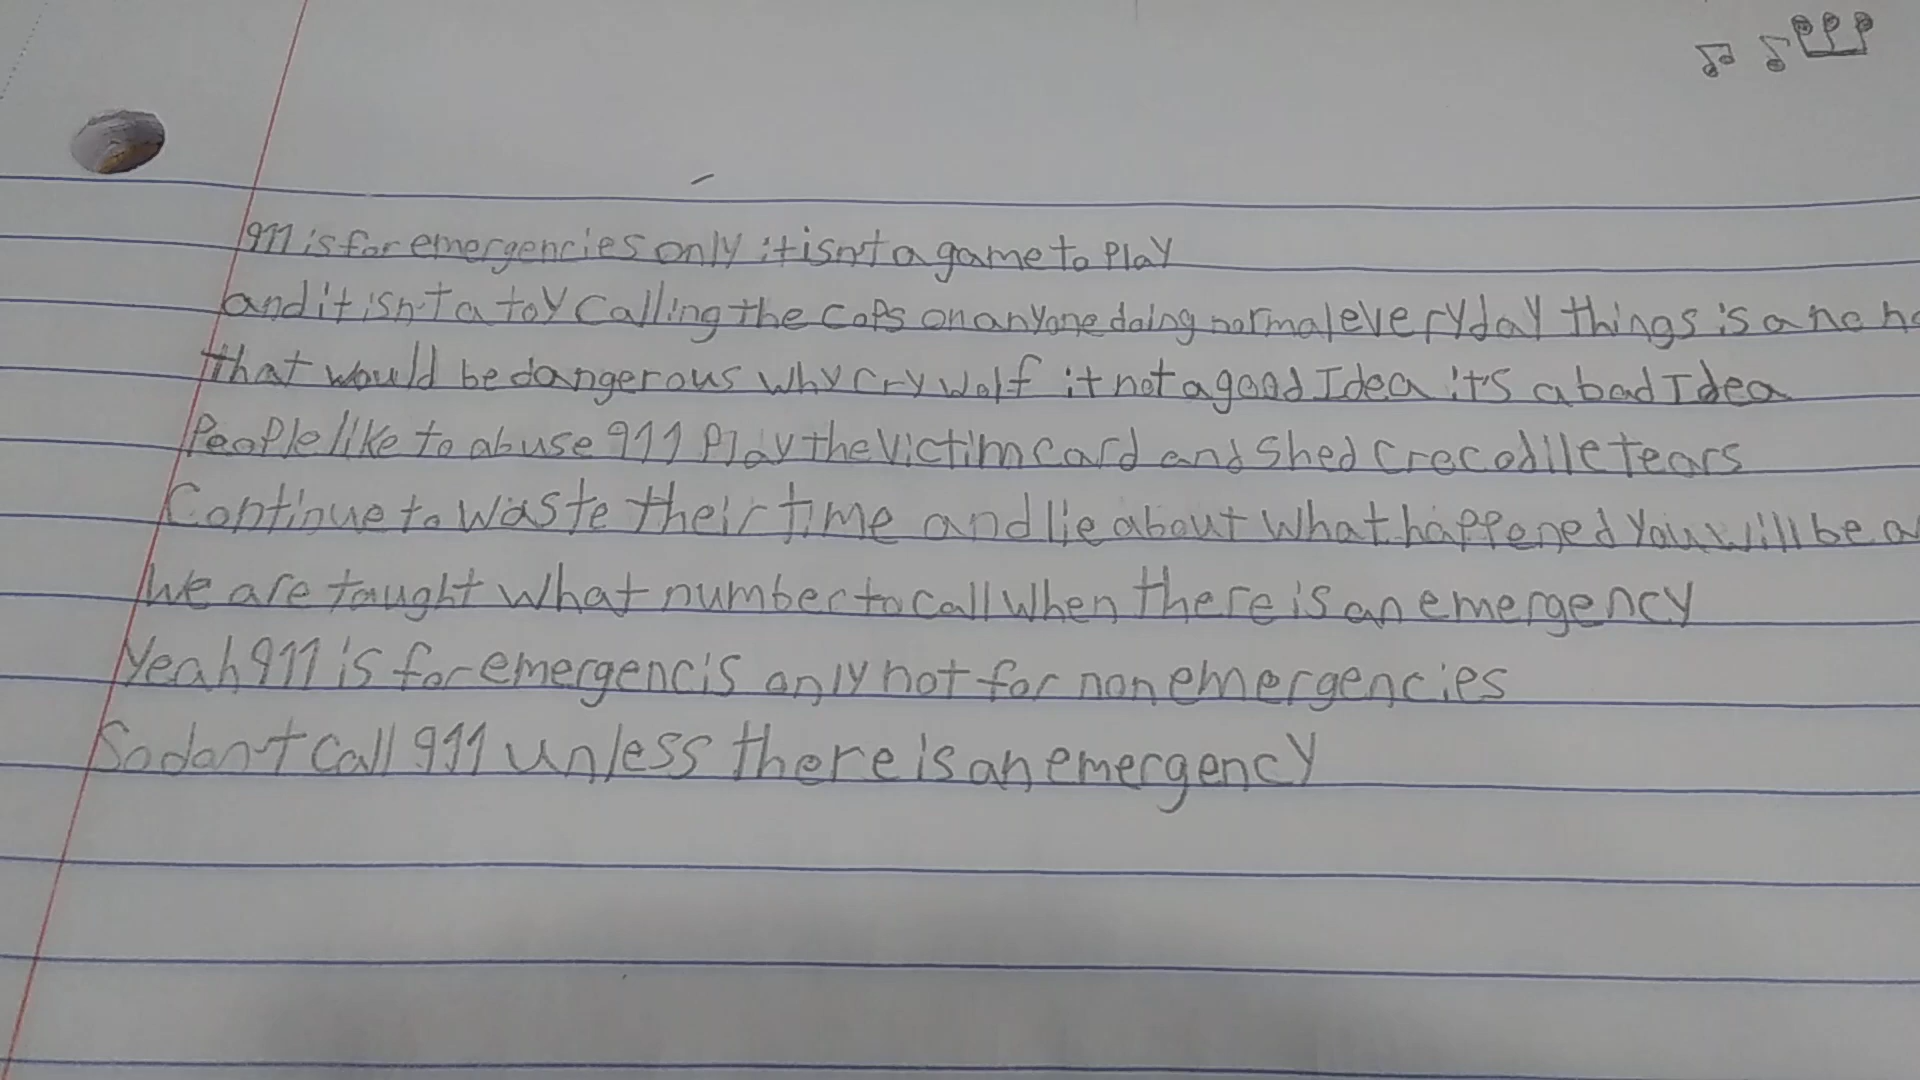 911 is for emergencies only it isn't a game to play
and it isn't a toy calling the cops on anyone doing normal everyday things is a no
that would be dangerous why cry wolf it not a good Idea it's a bad Idea
People like to abuse 911 Play the victim card and shed crecodile tears
Continue to waste their time and lie about what happened you will be
We are taught what number to call when there is an emergency
Yeah 911 is for emergencis only not for non emergencies
So don't call 911 unless there is an emergency